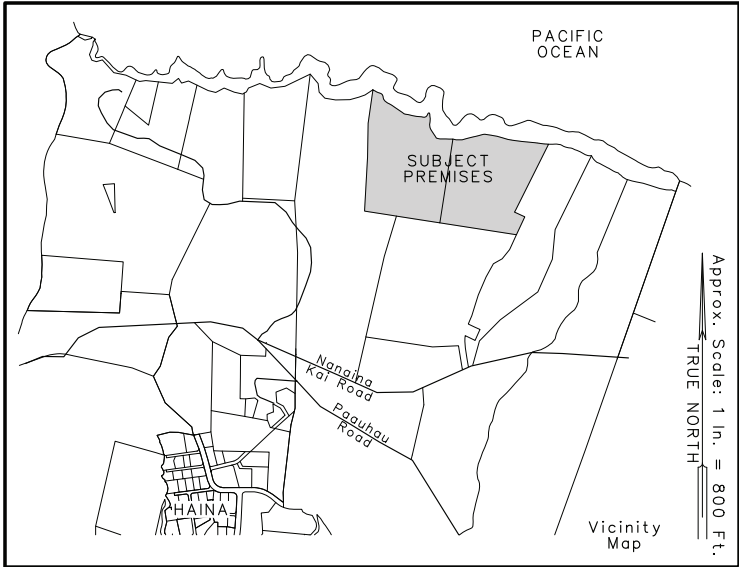 PACIFIC
OCEAN
SUBJECT
PREMISES
Approx. Scale: 1 In. = 800 Ft.
TRUE NORTH
Nanaina
Kai Road
Paauhau
Road
HAINA
Vicinity
Map